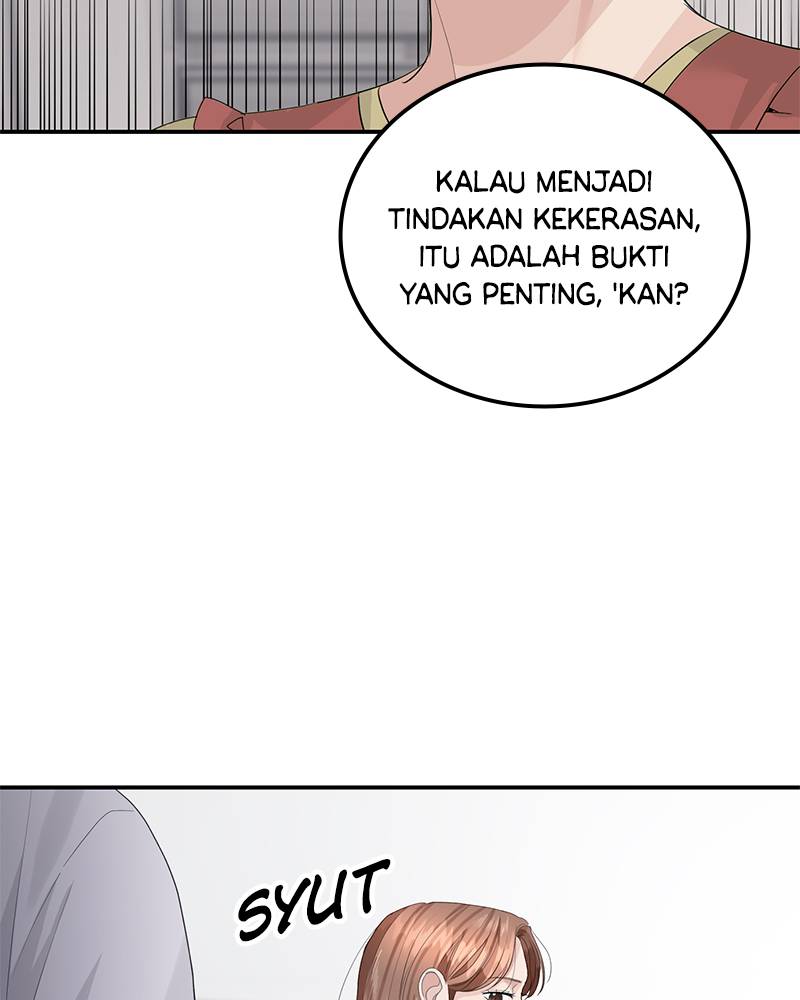 KALAU MENJADI
TINDAKAN KEKERASAN,
ITU ADALAH BUKTI
YANG PENTING, 'KAN?
SYUT